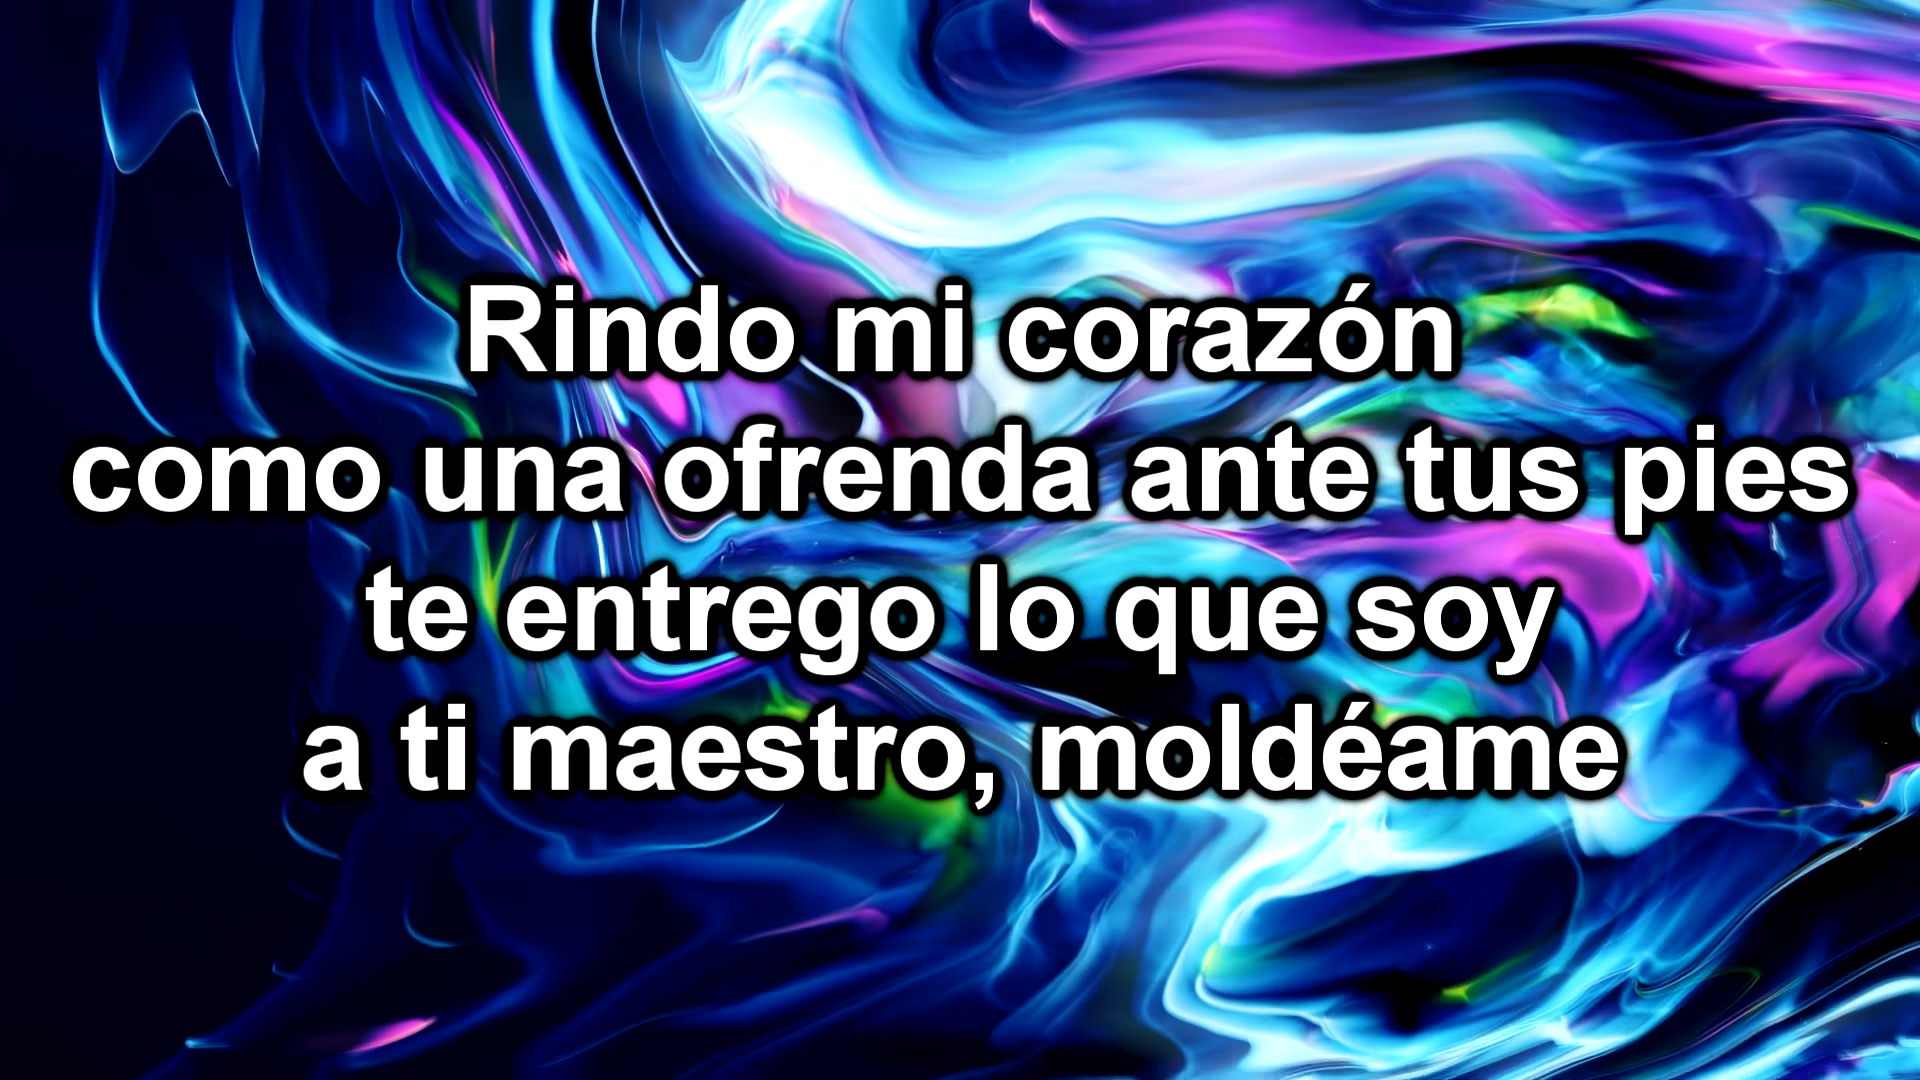 Rindo mi corazón
como una ofrenda ante tus pies
te entrego lo que soy
a ti maestro, moldéame